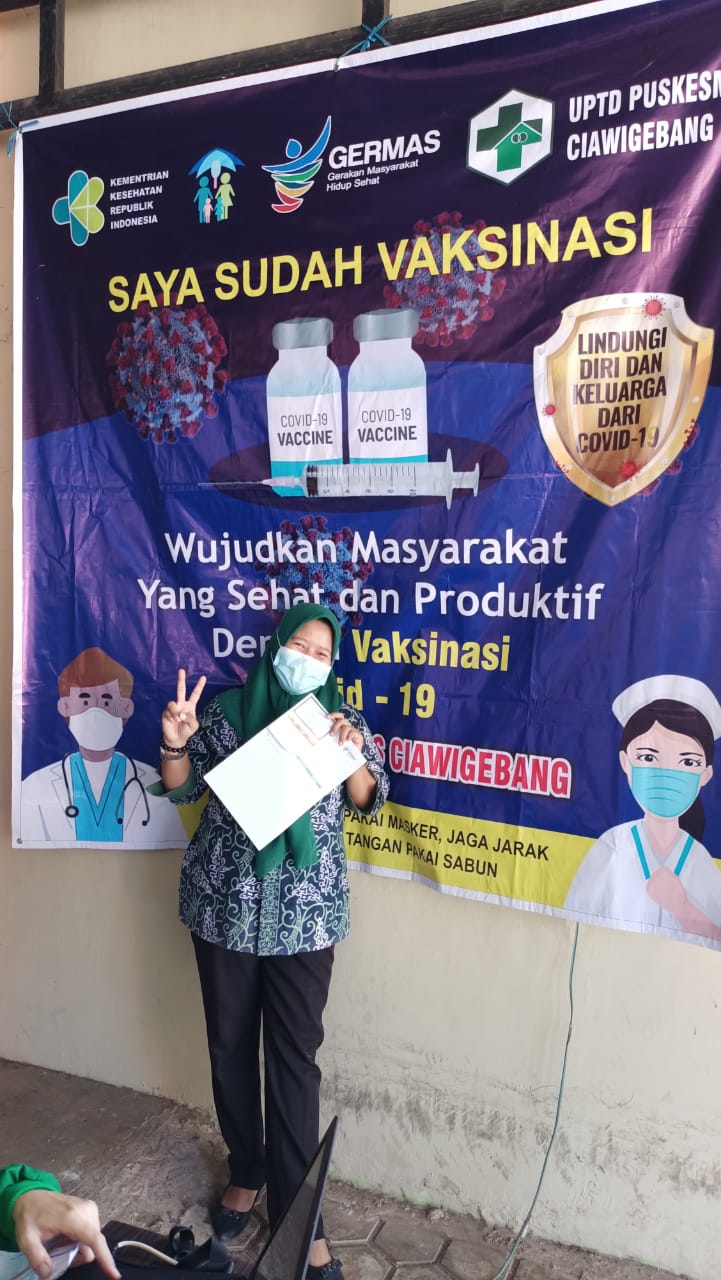 KEMENTRIAN
KESEHATAN
REPUBLIK
INDONESIA
GERMAS
Gerakan Masyarakat
Hidup Sehat
UPTD
CIAWIGEBANG
SAYA SUDAH VAKSINASI
COVID-19
VACCINE
COVID-19
VACCINE
LINDUNGI
DIRI DAN
KELUARGA
DARI
COVID-19
Wujudkan Masyarakat
Yang Sehat dan Produktif
Vaksinasi
- 19
CIAWIGEBANG
PAKAI MASKER, JAGA JARAK
TANGAN PAKAI SABUN